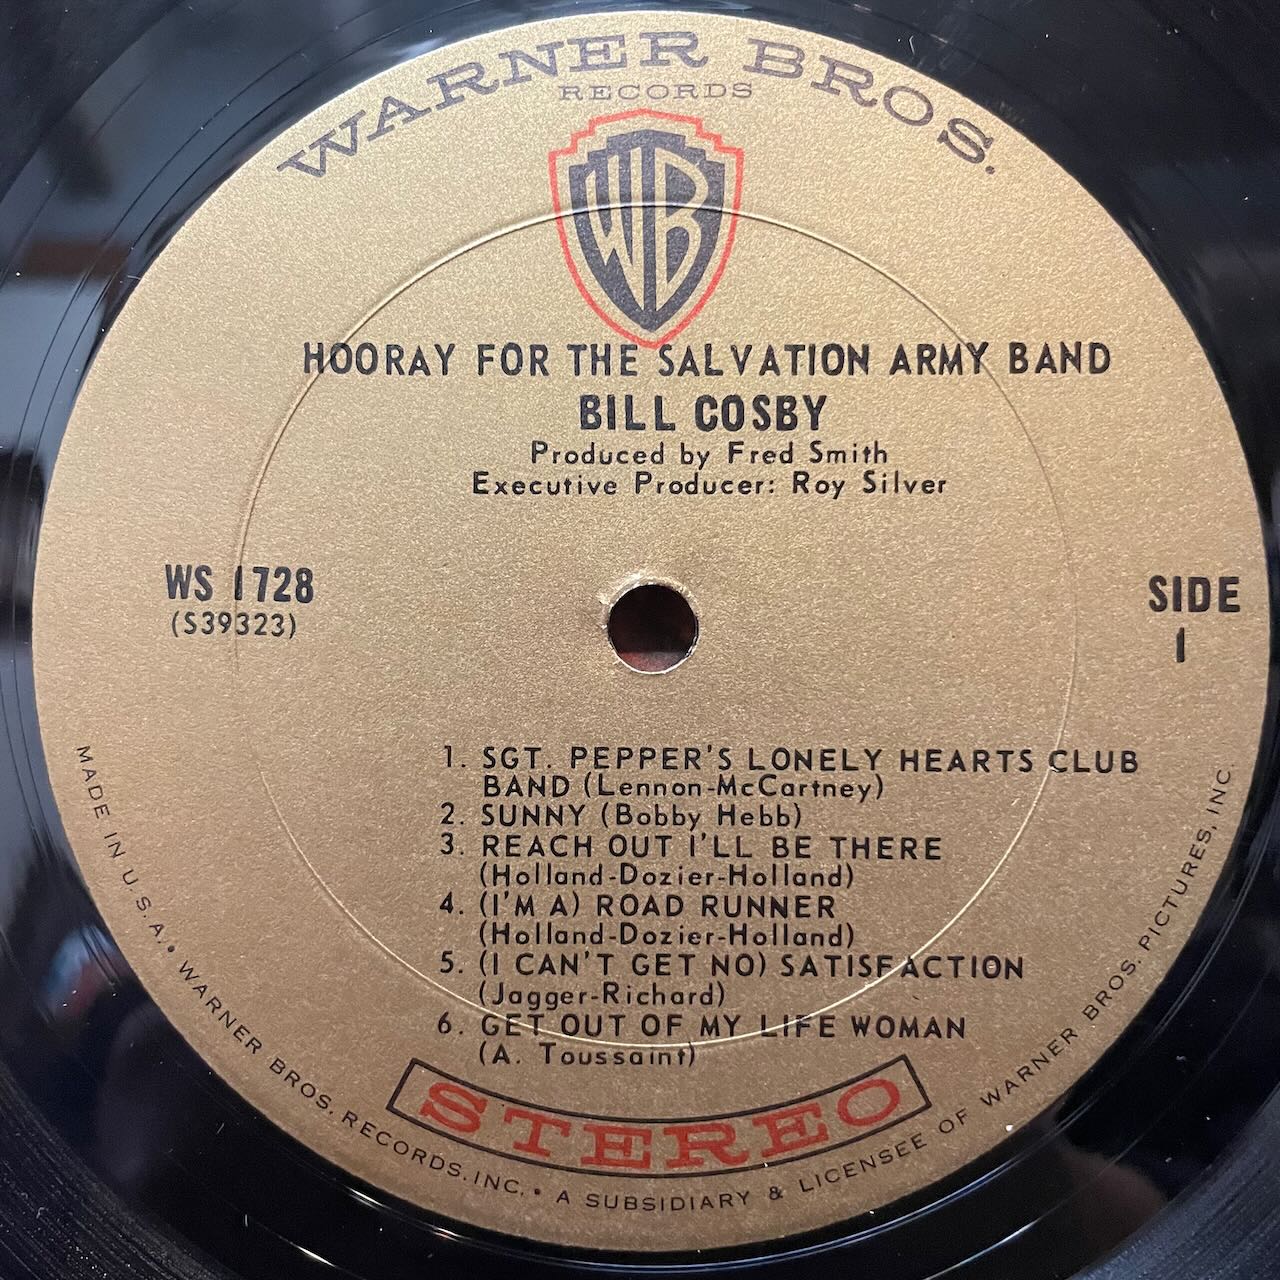 WARNER BROS.
RECORDS
WB
HOORAY FOR THE SALVATION ARMY BAND
BILL COSBY
Produced by Fred Smith
Executive Producer: Roy Silver
WS 1728
(S39323)
SIDE
1
1. SGT. PEPPER'S LONELY HEARTS CLUB
BAND (Lennon-McCartney)
2. SUNNY (Bobby Hebb)
3. REACH OUT I'LL BE THERE
(Holland-Dozier-Holland)
4. (I'M A) ROAD RUNNER
(Holland-Dozier-Holland)
5. (I CAN'T GET NO) SATISFACTION
(Jagger-Richard)
6. GET OUT OF MY LIFE WOMAN
(A. Toussaint)
STEREO
MADE IN U.S.A. • WARNER BROS. RECORDS, INC. • A SUBSIDIARY & LICENSEE OF WARNER BROS. PICTURES, INC.